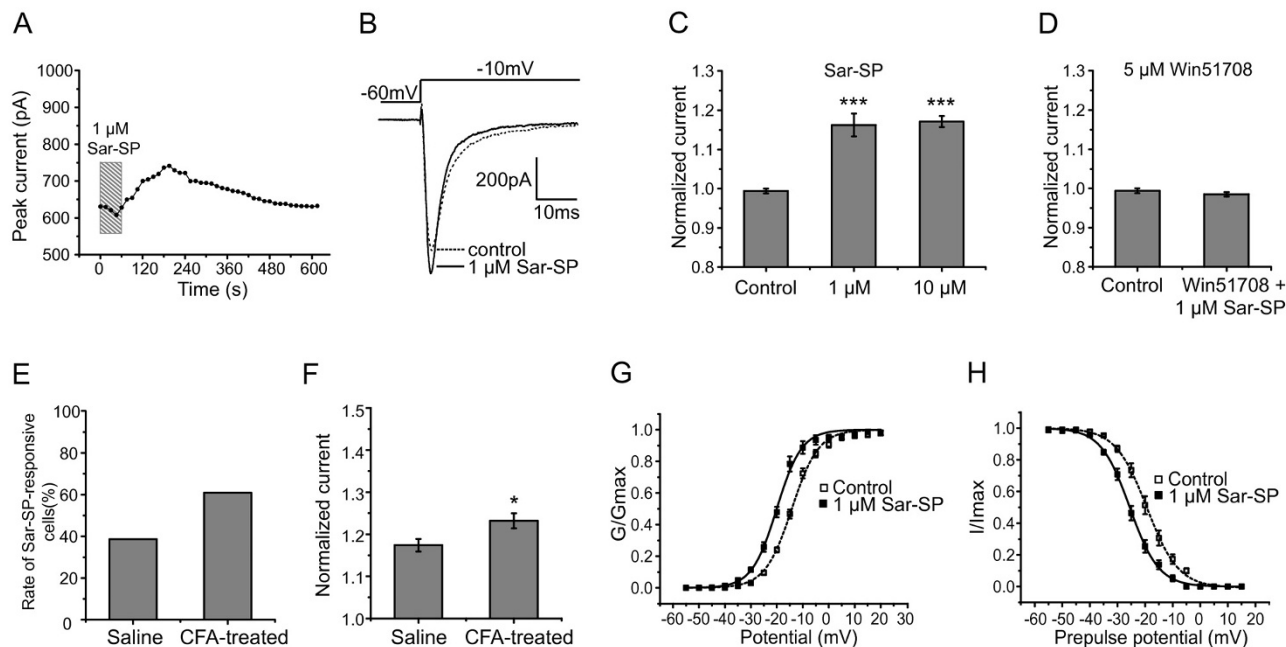 A
Peak current (pA)
1000
900
800
700
600
500
1 μM
Sar-SP
0 120 240 360 480 600
Time (s)
B
-10mV
-60mV
200pA
10ms
control
1 μM Sar-SP
C
Sar-SP
Normalized current
1.3
1.2
1.1
1.0
0.9
0.8
*** ***
Control 1 μM 10 μM
D
5 μM Win51708
Normalized current
1.3
1.2
1.1
1.0
0.9
0.8
Control Win51708 +
1 μM Sar-SP
E
Rate of Sar-SP-responsive
cells(%)
100
80
60
40
20
0
Saline CFA-treated
F
Normalized current
1.5
1.4
1.3
1.2
1.1
1.0
*
Saline CFA-treated
G
G/Gmax
1.0
0.8
0.6
0.4
0.2
0.0
Control
1 μM Sar-SP
-60 -50 -40 -30 -20 -10 0 10 20 30
Potential (mV)
H
I/Imax
1.0
0.8
0.6
0.4
0.2
0.0
Control
1 μM Sar-SP
-60 -50 -40 -30 -20 -10 0 10 20
Prepulse potential (mV)